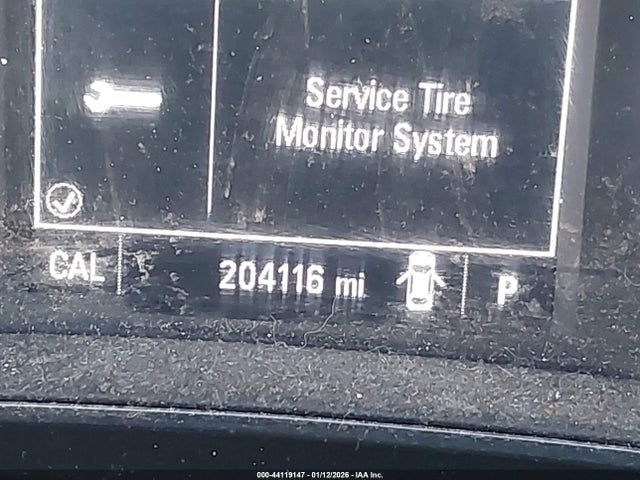 Service Tire
Monitor System
CAL 204116 mi P
000-44119147 - 01/12/2026 - IAA Inc.